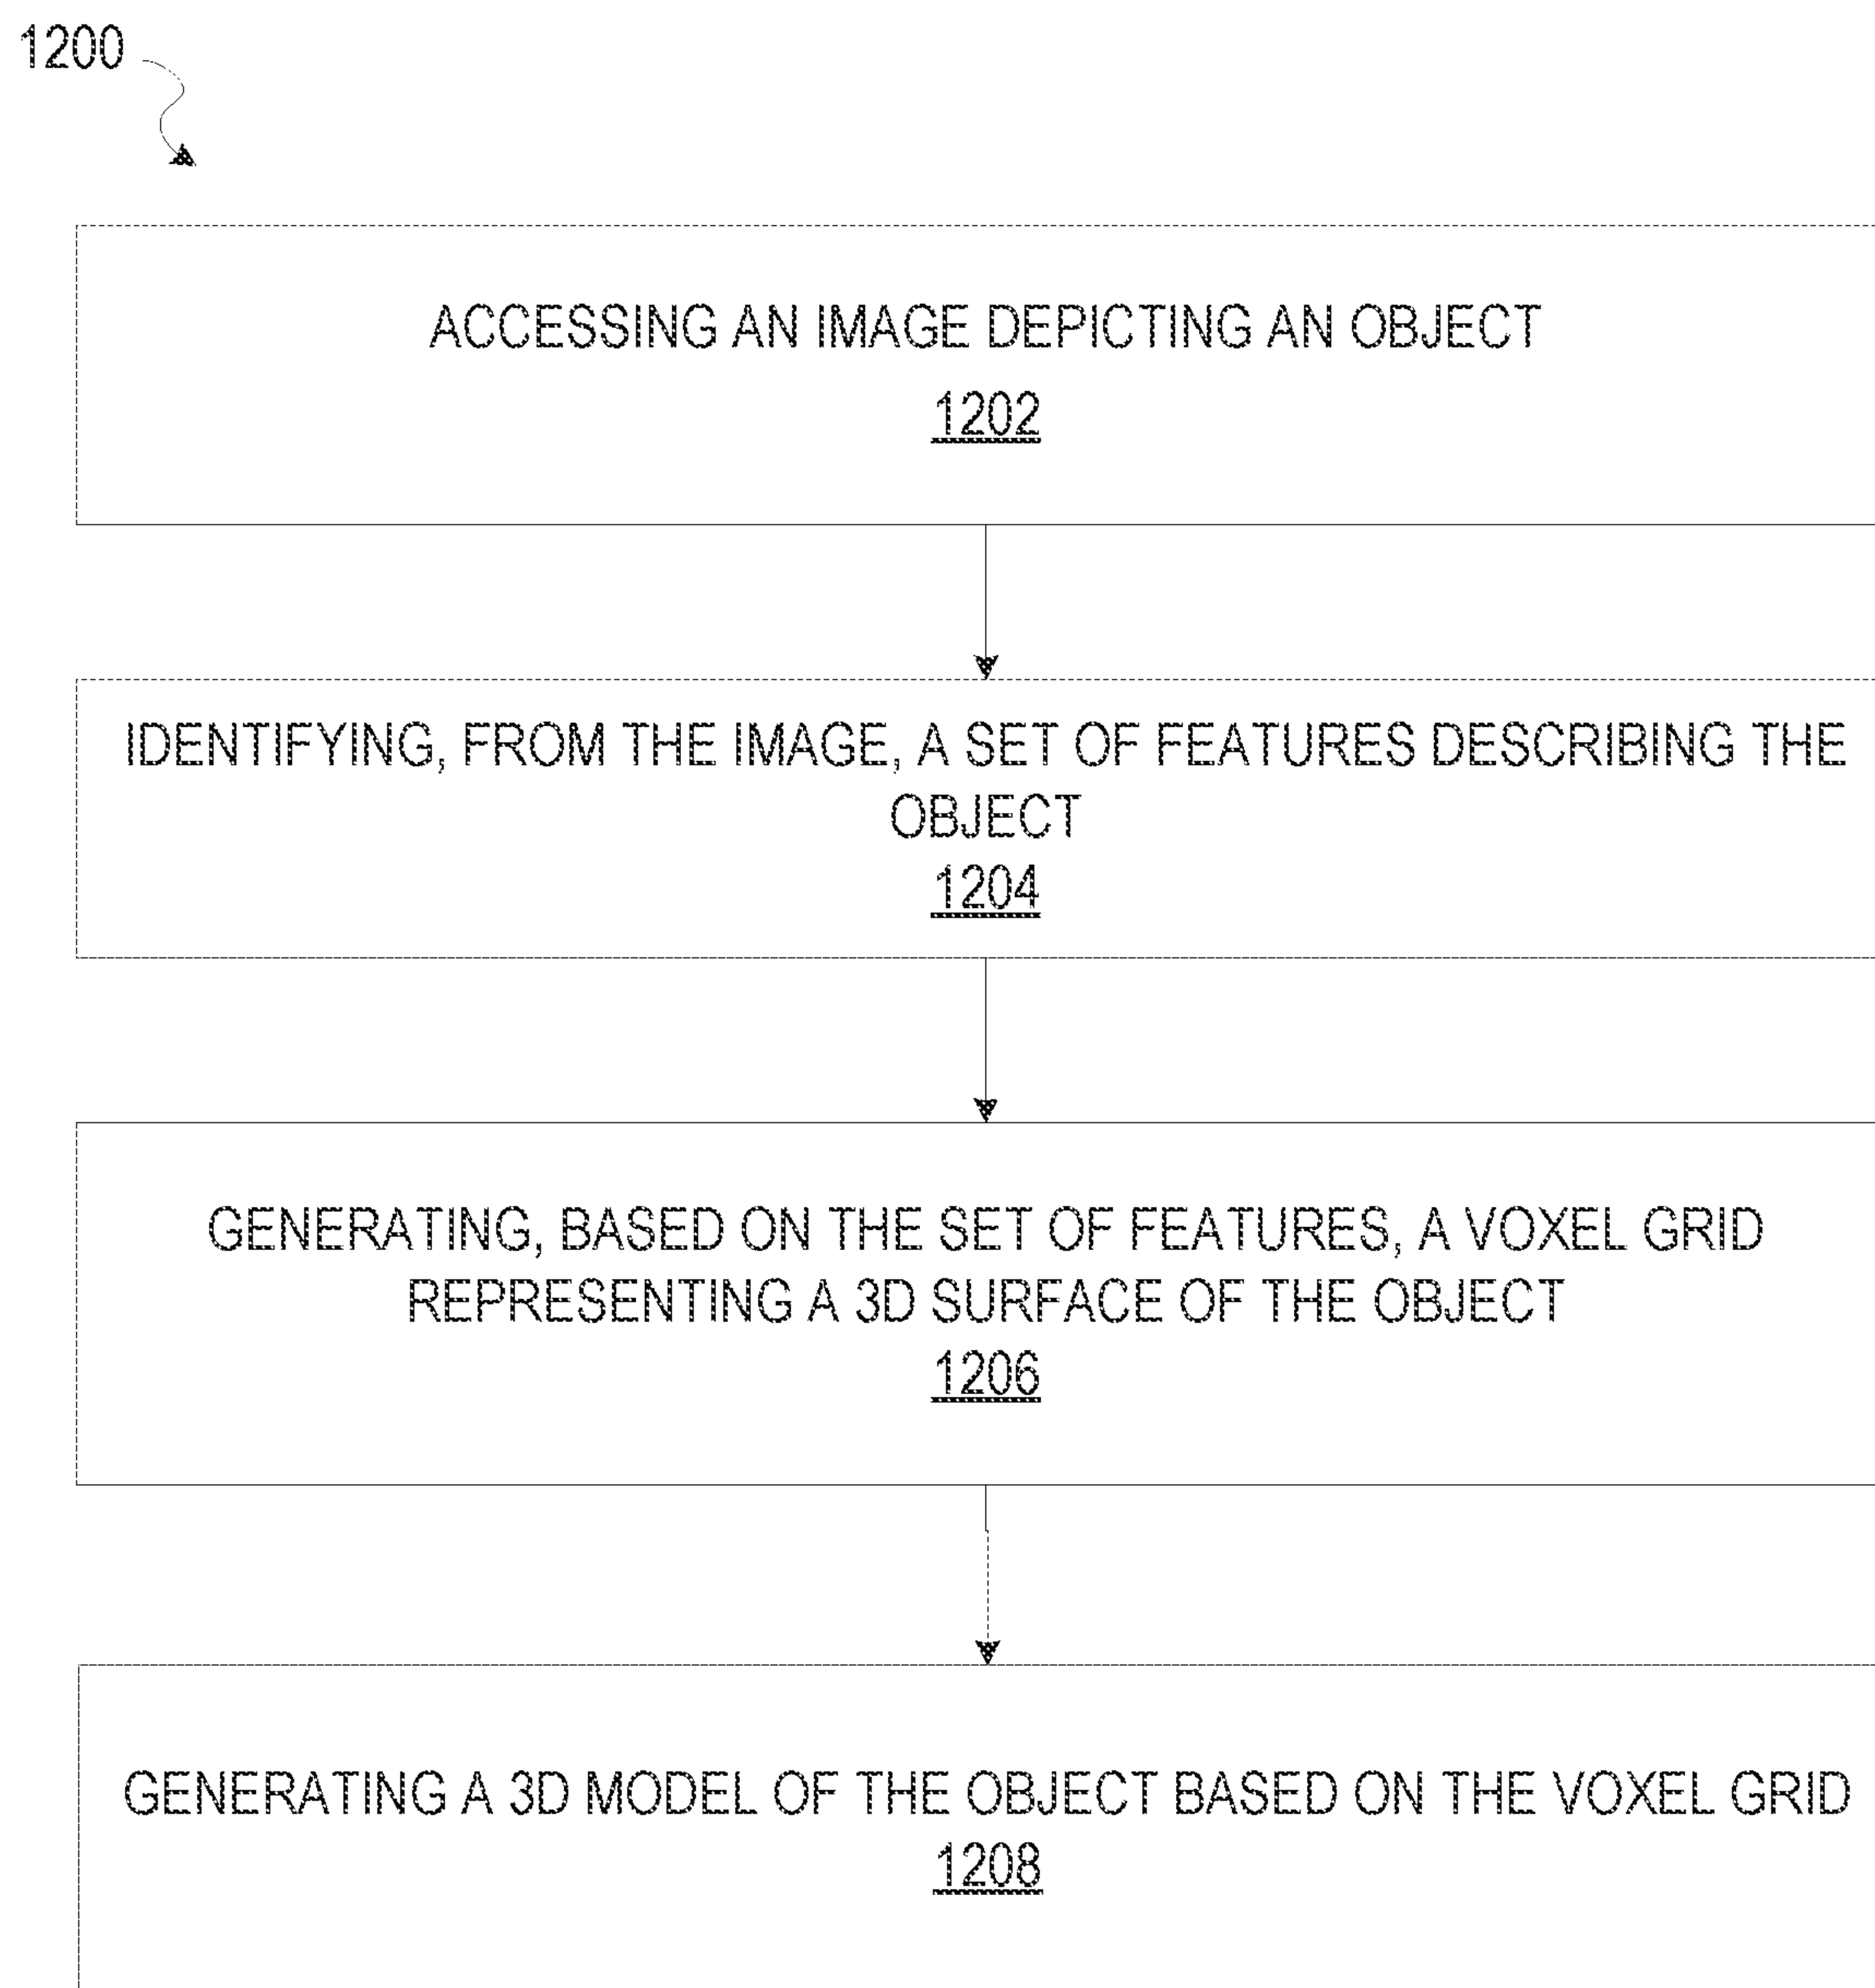 1200
ACCESSING AN IMAGE DEPICTING AN OBJECT
1202
IDENTIFYING, FROM THE IMAGE, A SET OF FEATURES DESCRIBING THE
OBJECT
1204
GENERATING, BASED ON THE SET OF FEATURES, A VOXEL GRID
REPRESENTING A 3D SURFACE OF THE OBJECT
1206
GENERATING A 3D MODEL OF THE OBJECT BASED ON THE VOXEL GRID
1208